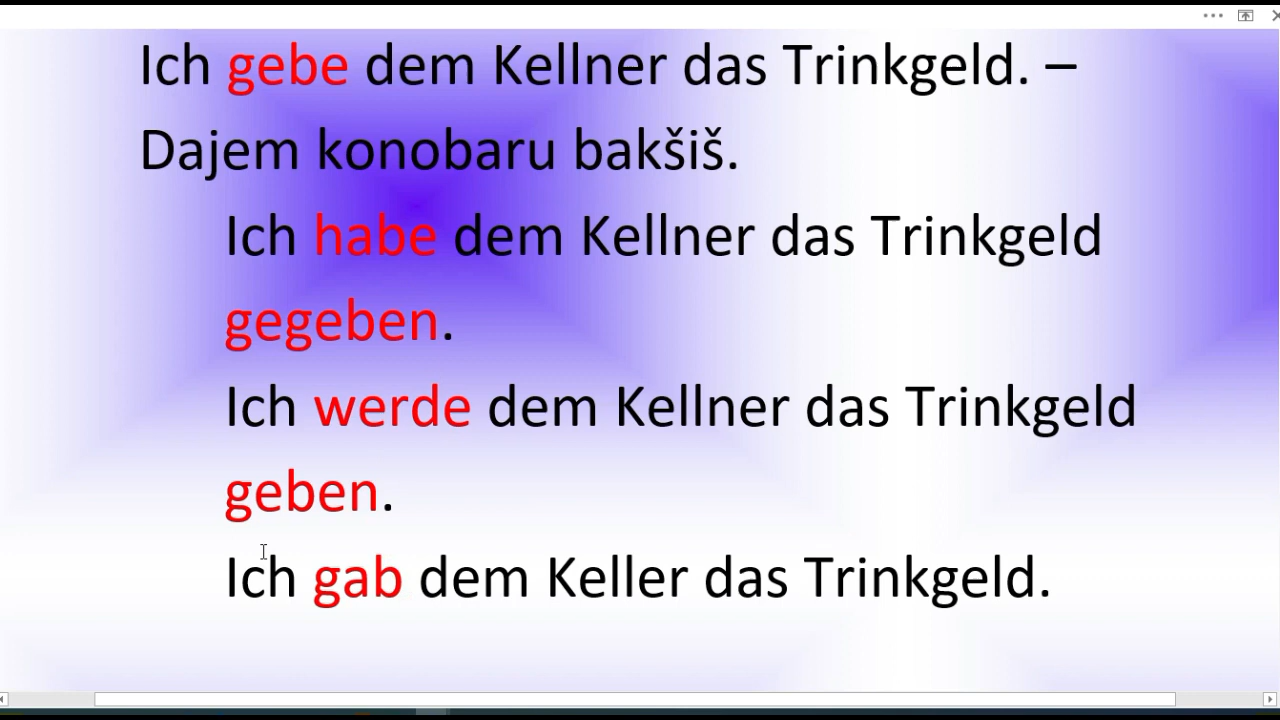 Ich gebe dem Kellner das Trinkgeld. –
Dajem konobaru bakšiš.
Ich habe dem Kellner das Trinkgeld
gegeben.
Ich werde dem Kellner das Trinkgeld
geben.
Ich gab dem Keller das Trinkgeld.